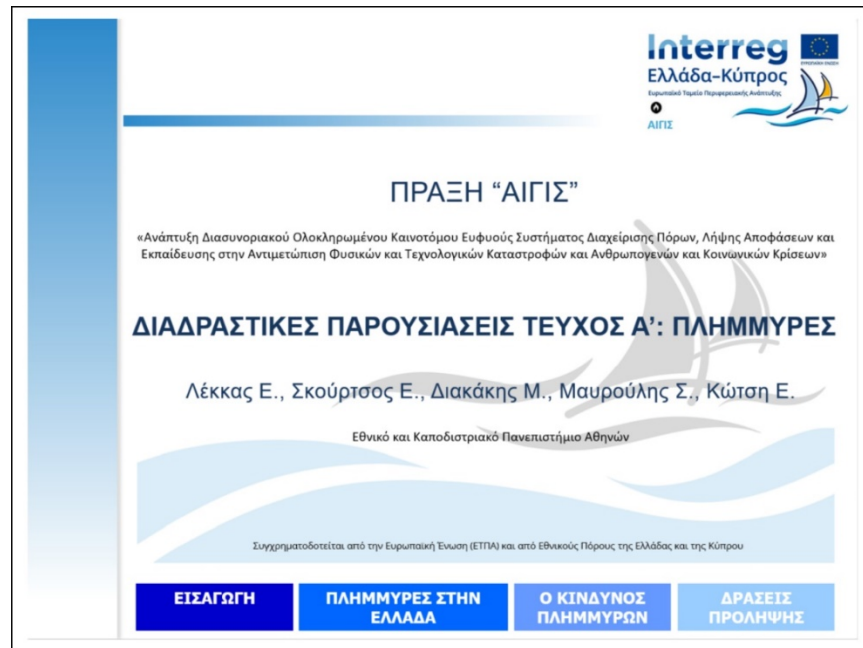 Interreg
Ελλάδα-Κύπρος
Ευρωπαϊκό Ταμείο Περιφερειακής Ανάπτυξης
ΕΥΡΩΠΑΪΚΗ ΕΝΩΣΗ
ΑΙΓΙΣ
ΠΡΑΞΗ “ΑΙΓΙΣ”
«Ανάπτυξη Διασυνοριακού Ολοκληρωμένου Καινοτόμου Ευφυούς Συστήματος Διαχείρισης Πόρων, Λήψης Αποφάσεων και
Εκπαίδευσης στην Αντιμετώπιση Φυσικών και Τεχνολογικών Καταστροφών και Ανθρωπογενών και Κοινωνικών Κρίσεων»
ΔΙΑΔΡΑΣΤΙΚΕΣ ΠΑΡΟΥΣΙΑΣΕΙΣ ΤΕΥΧΟΣ Α’: ΠΛΗΜΜΥΡΕΣ
Λέκκας Ε., Σκούρτσος Ε., Διακάκης Μ., Μαυρούλης Σ., Κώτση Ε.
Εθνικό και Καποδιστριακό Πανεπιστήμιο Αθηνών
Συγχρηματοδοτείται από την Ευρωπαϊκή Ένωση (ΕΤΠΑ) και από Εθνικούς Πόρους της Ελλάδας και της Κύπρου
ΕΙΣΑΓΩΓΗ
ΠΛΗΜΜΥΡΕΣ ΣΤΗΝ
ΕΛΛΑΔΑ
Ο ΚΙΝΔΥΝΟΣ
ΠΛΗΜΜΥΡΩΝ
ΔΡΑΣΕΙΣ
ΠΡΟΛΗΨΗΣ